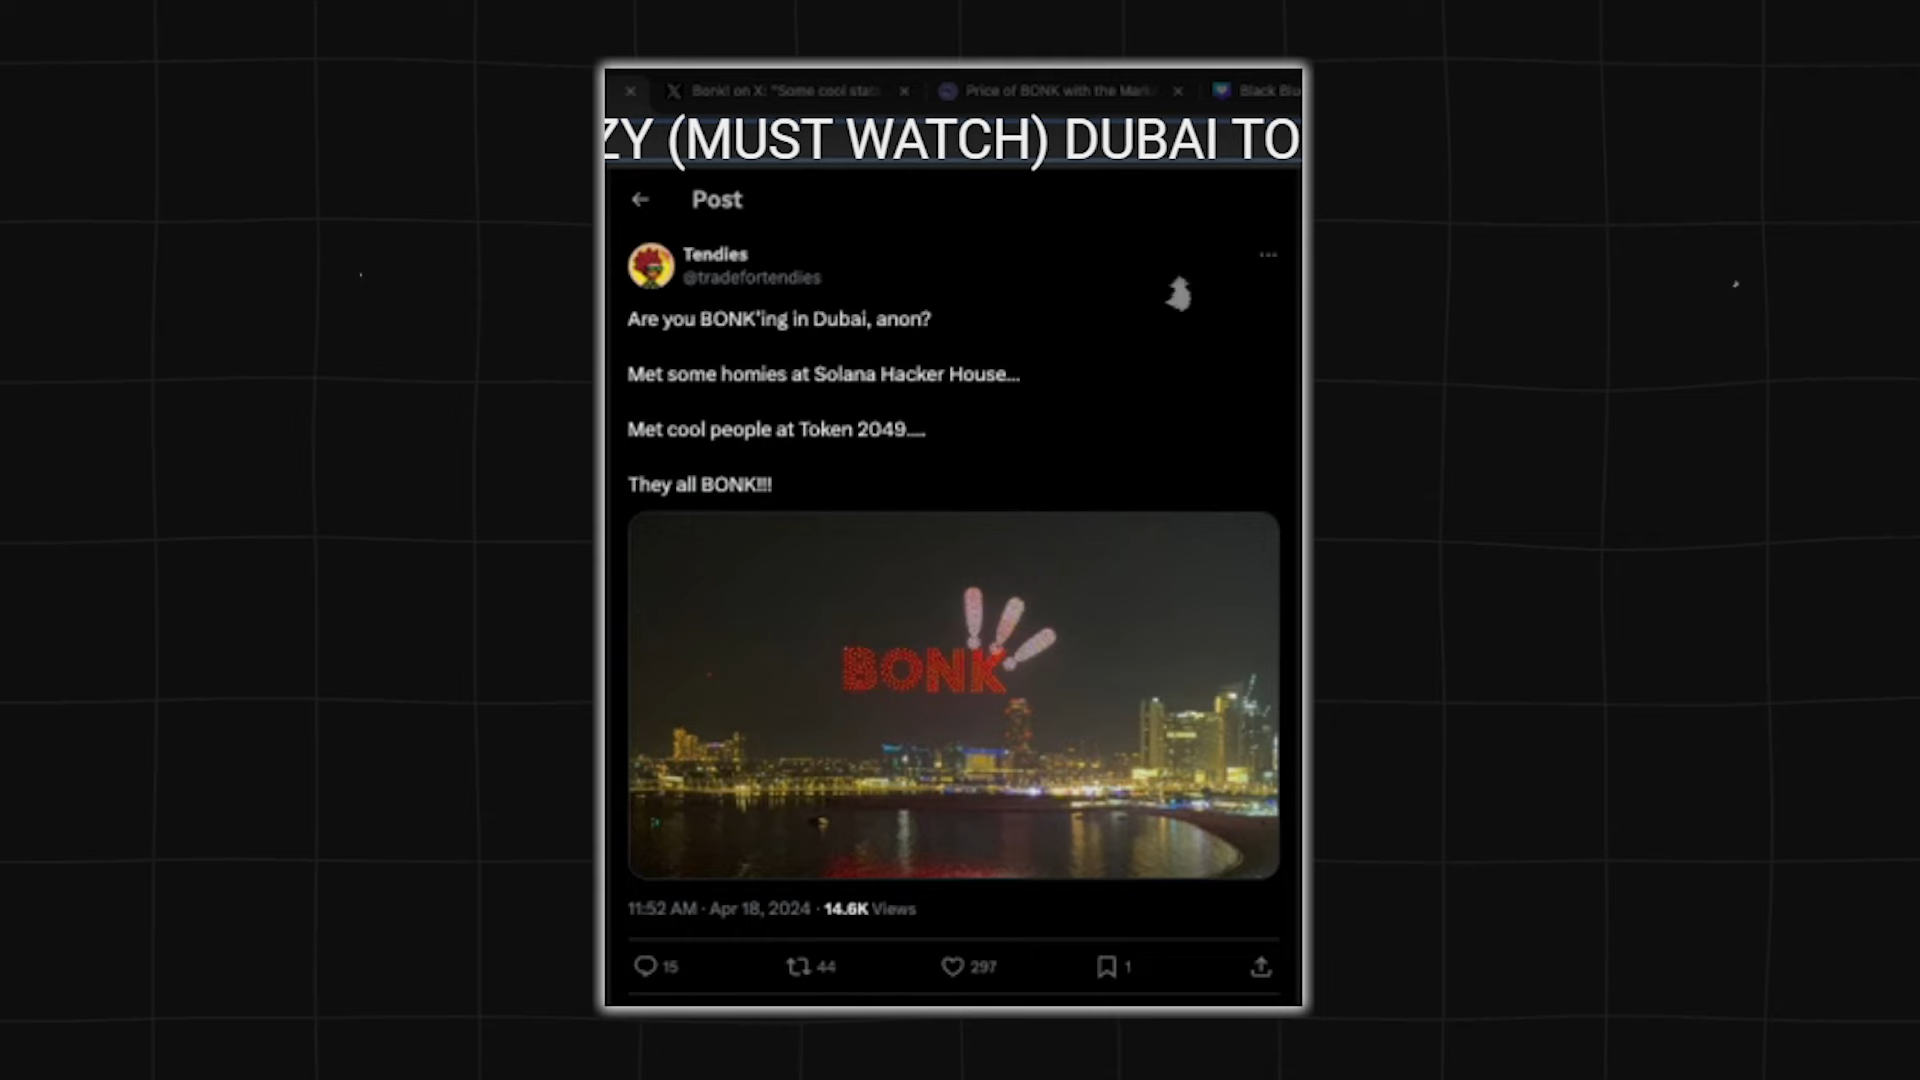 Bonk! on X: "Some cool stats
Price of BONK with the Mark
Black Blu
ZY (MUST WATCH) DUBAI TO
Post
Tendies
@tradefortendies
Are you BONK'ing in Dubai, anon?
Met some homies at Solana Hacker House...
Met cool people at Token 2049....
They all BONK!!!
BONK!!!
11:52 AM · Apr 18, 2024 · 14.6K Views
15 44 297 1